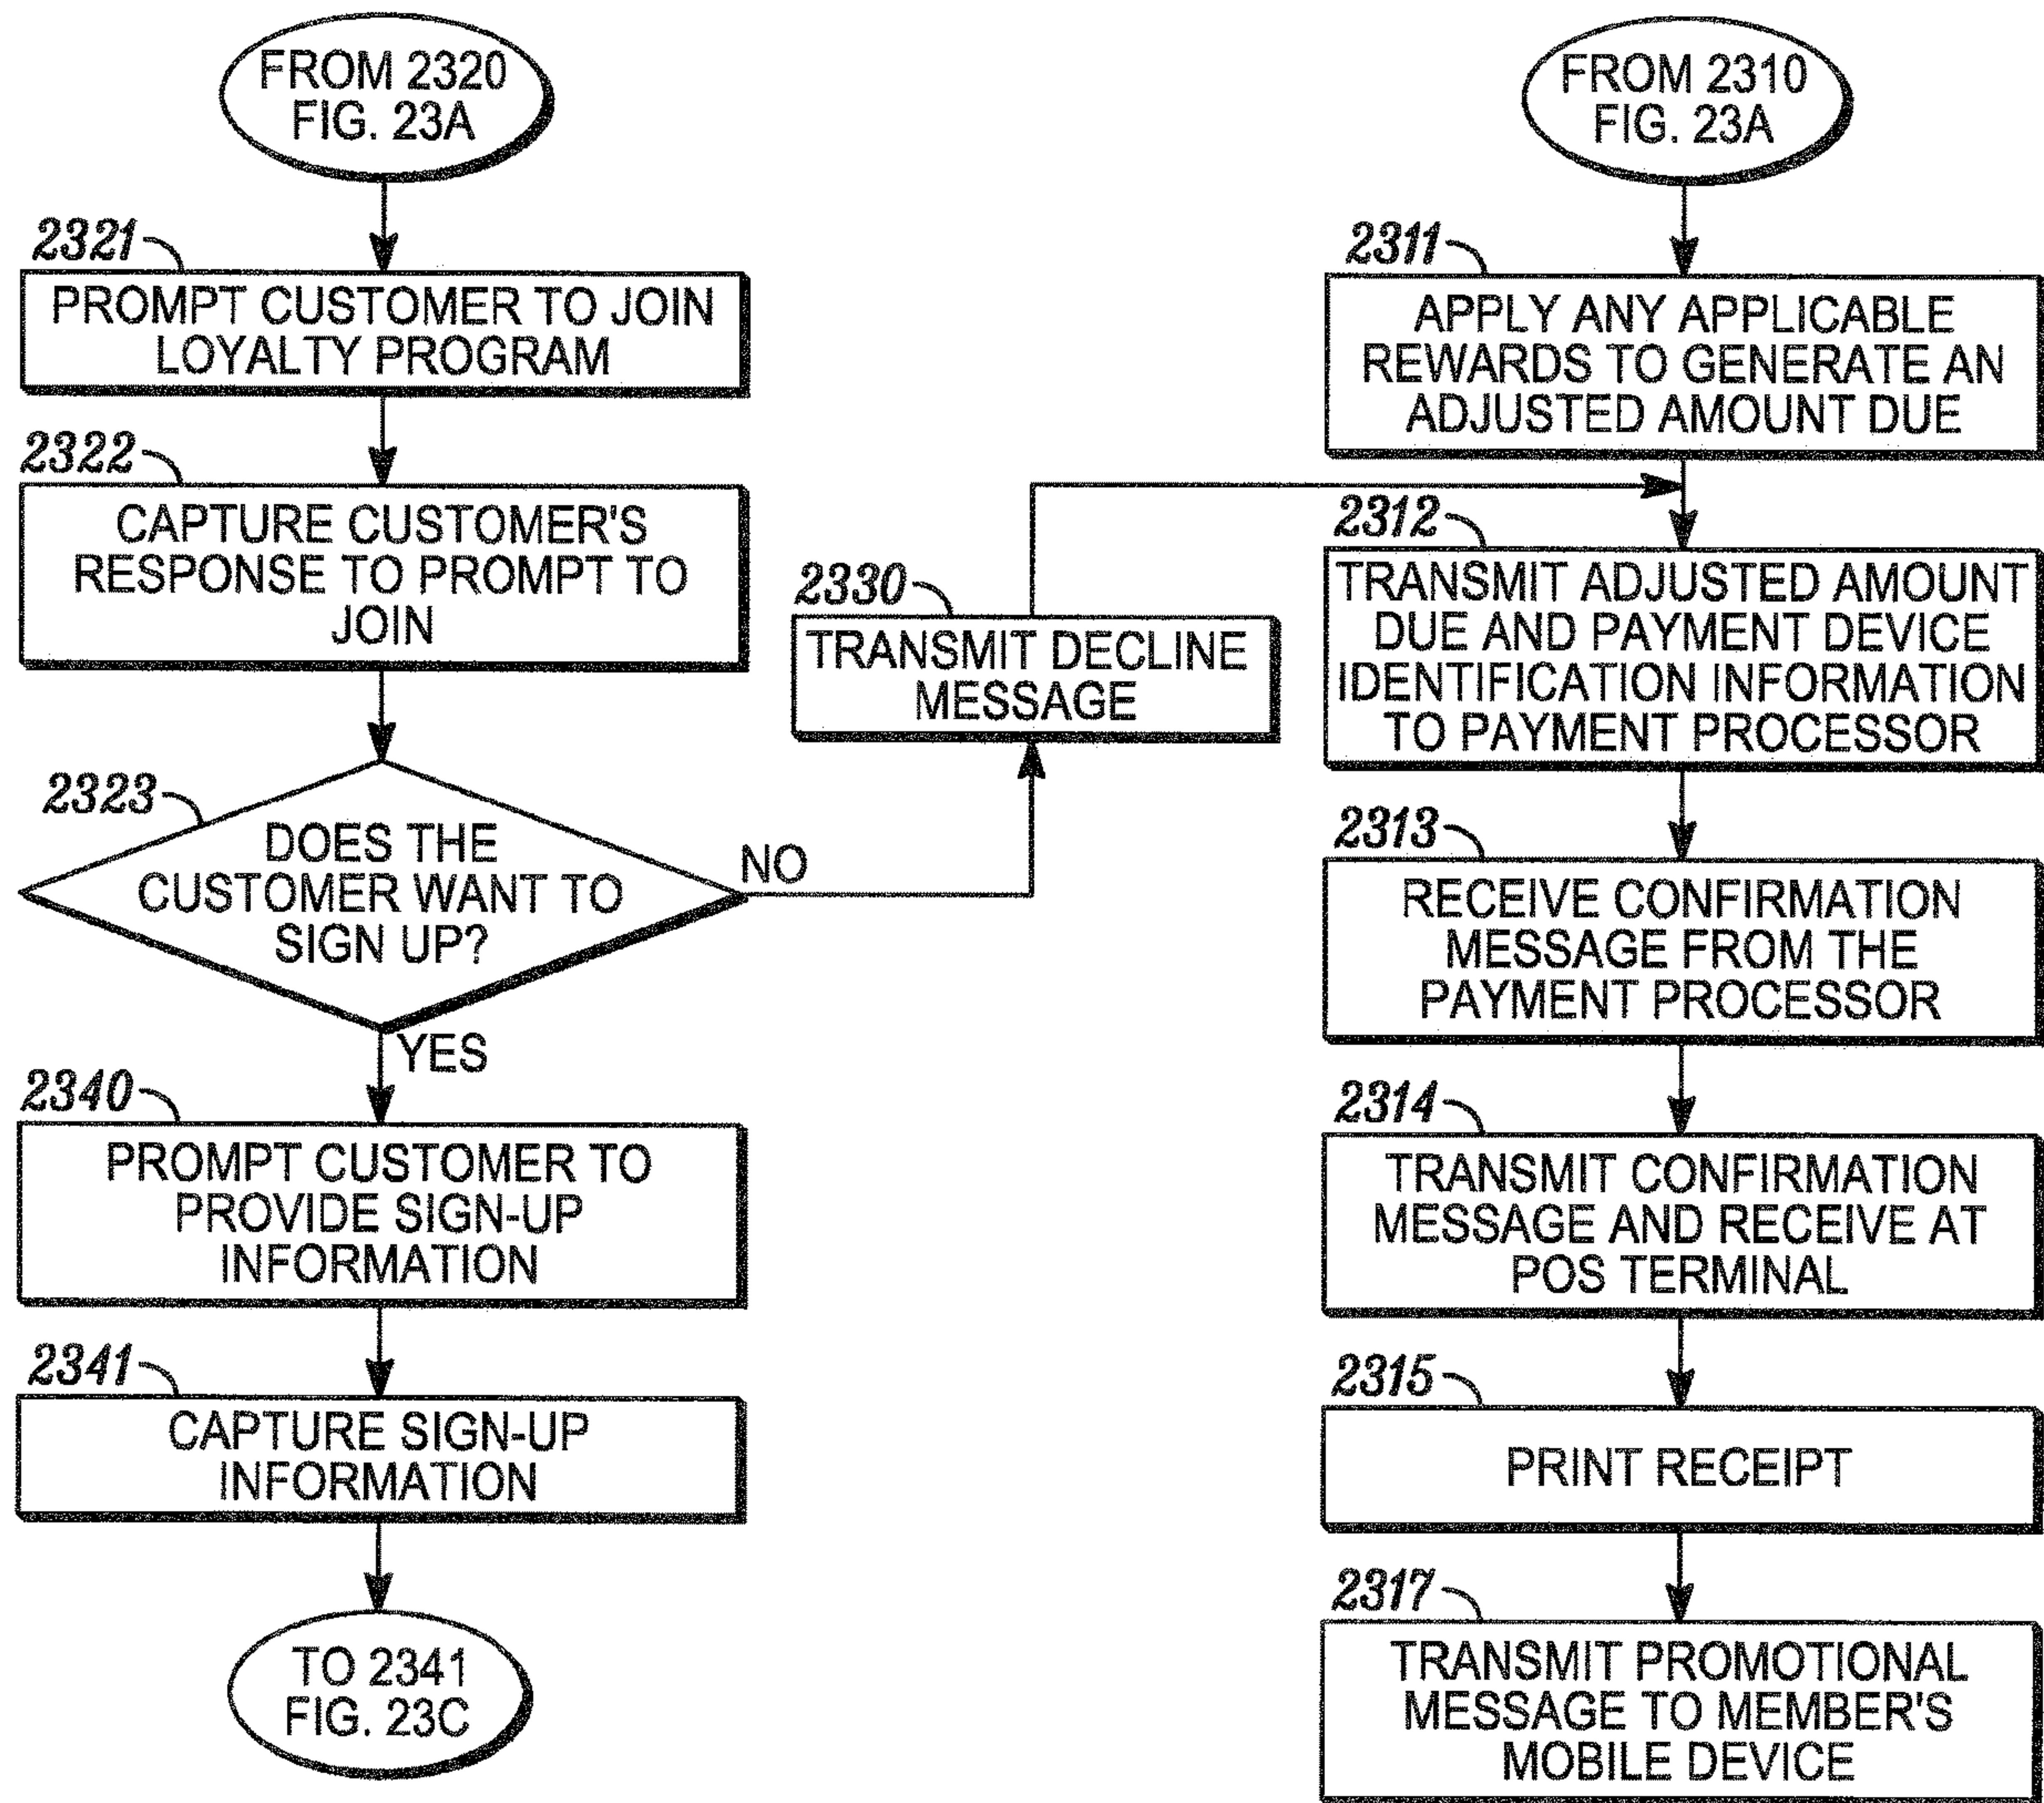 FROM 2320
FIG. 23A
2321
PROMPT CUSTOMER TO JOIN
LOYALTY PROGRAM
2322
CAPTURE CUSTOMER'S
RESPONSE TO PROMPT TO
JOIN
2323
DOES THE
CUSTOMER WANT TO
SIGN UP?
NO
YES
2330
TRANSMIT DECLINE
MESSAGE
2340
PROMPT CUSTOMER TO
PROVIDE SIGN-UP
INFORMATION
2341
CAPTURE SIGN-UP
INFORMATION
TO 2341
FIG. 23C
FROM 2310
FIG. 23A
2311
APPLY ANY APPLICABLE
REWARDS TO GENERATE AN
ADJUSTED AMOUNT DUE
2312
TRANSMIT ADJUSTED AMOUNT
DUE AND PAYMENT DEVICE
IDENTIFICATION INFORMATION
TO PAYMENT PROCESSOR
2313
RECEIVE CONFIRMATION
MESSAGE FROM THE
PAYMENT PROCESSOR
2314
TRANSMIT CONFIRMATION
MESSAGE AND RECEIVE AT
POS TERMINAL
2315
PRINT RECEIPT
2317
TRANSMIT PROMOTIONAL
MESSAGE TO MEMBER'S
MOBILE DEVICE